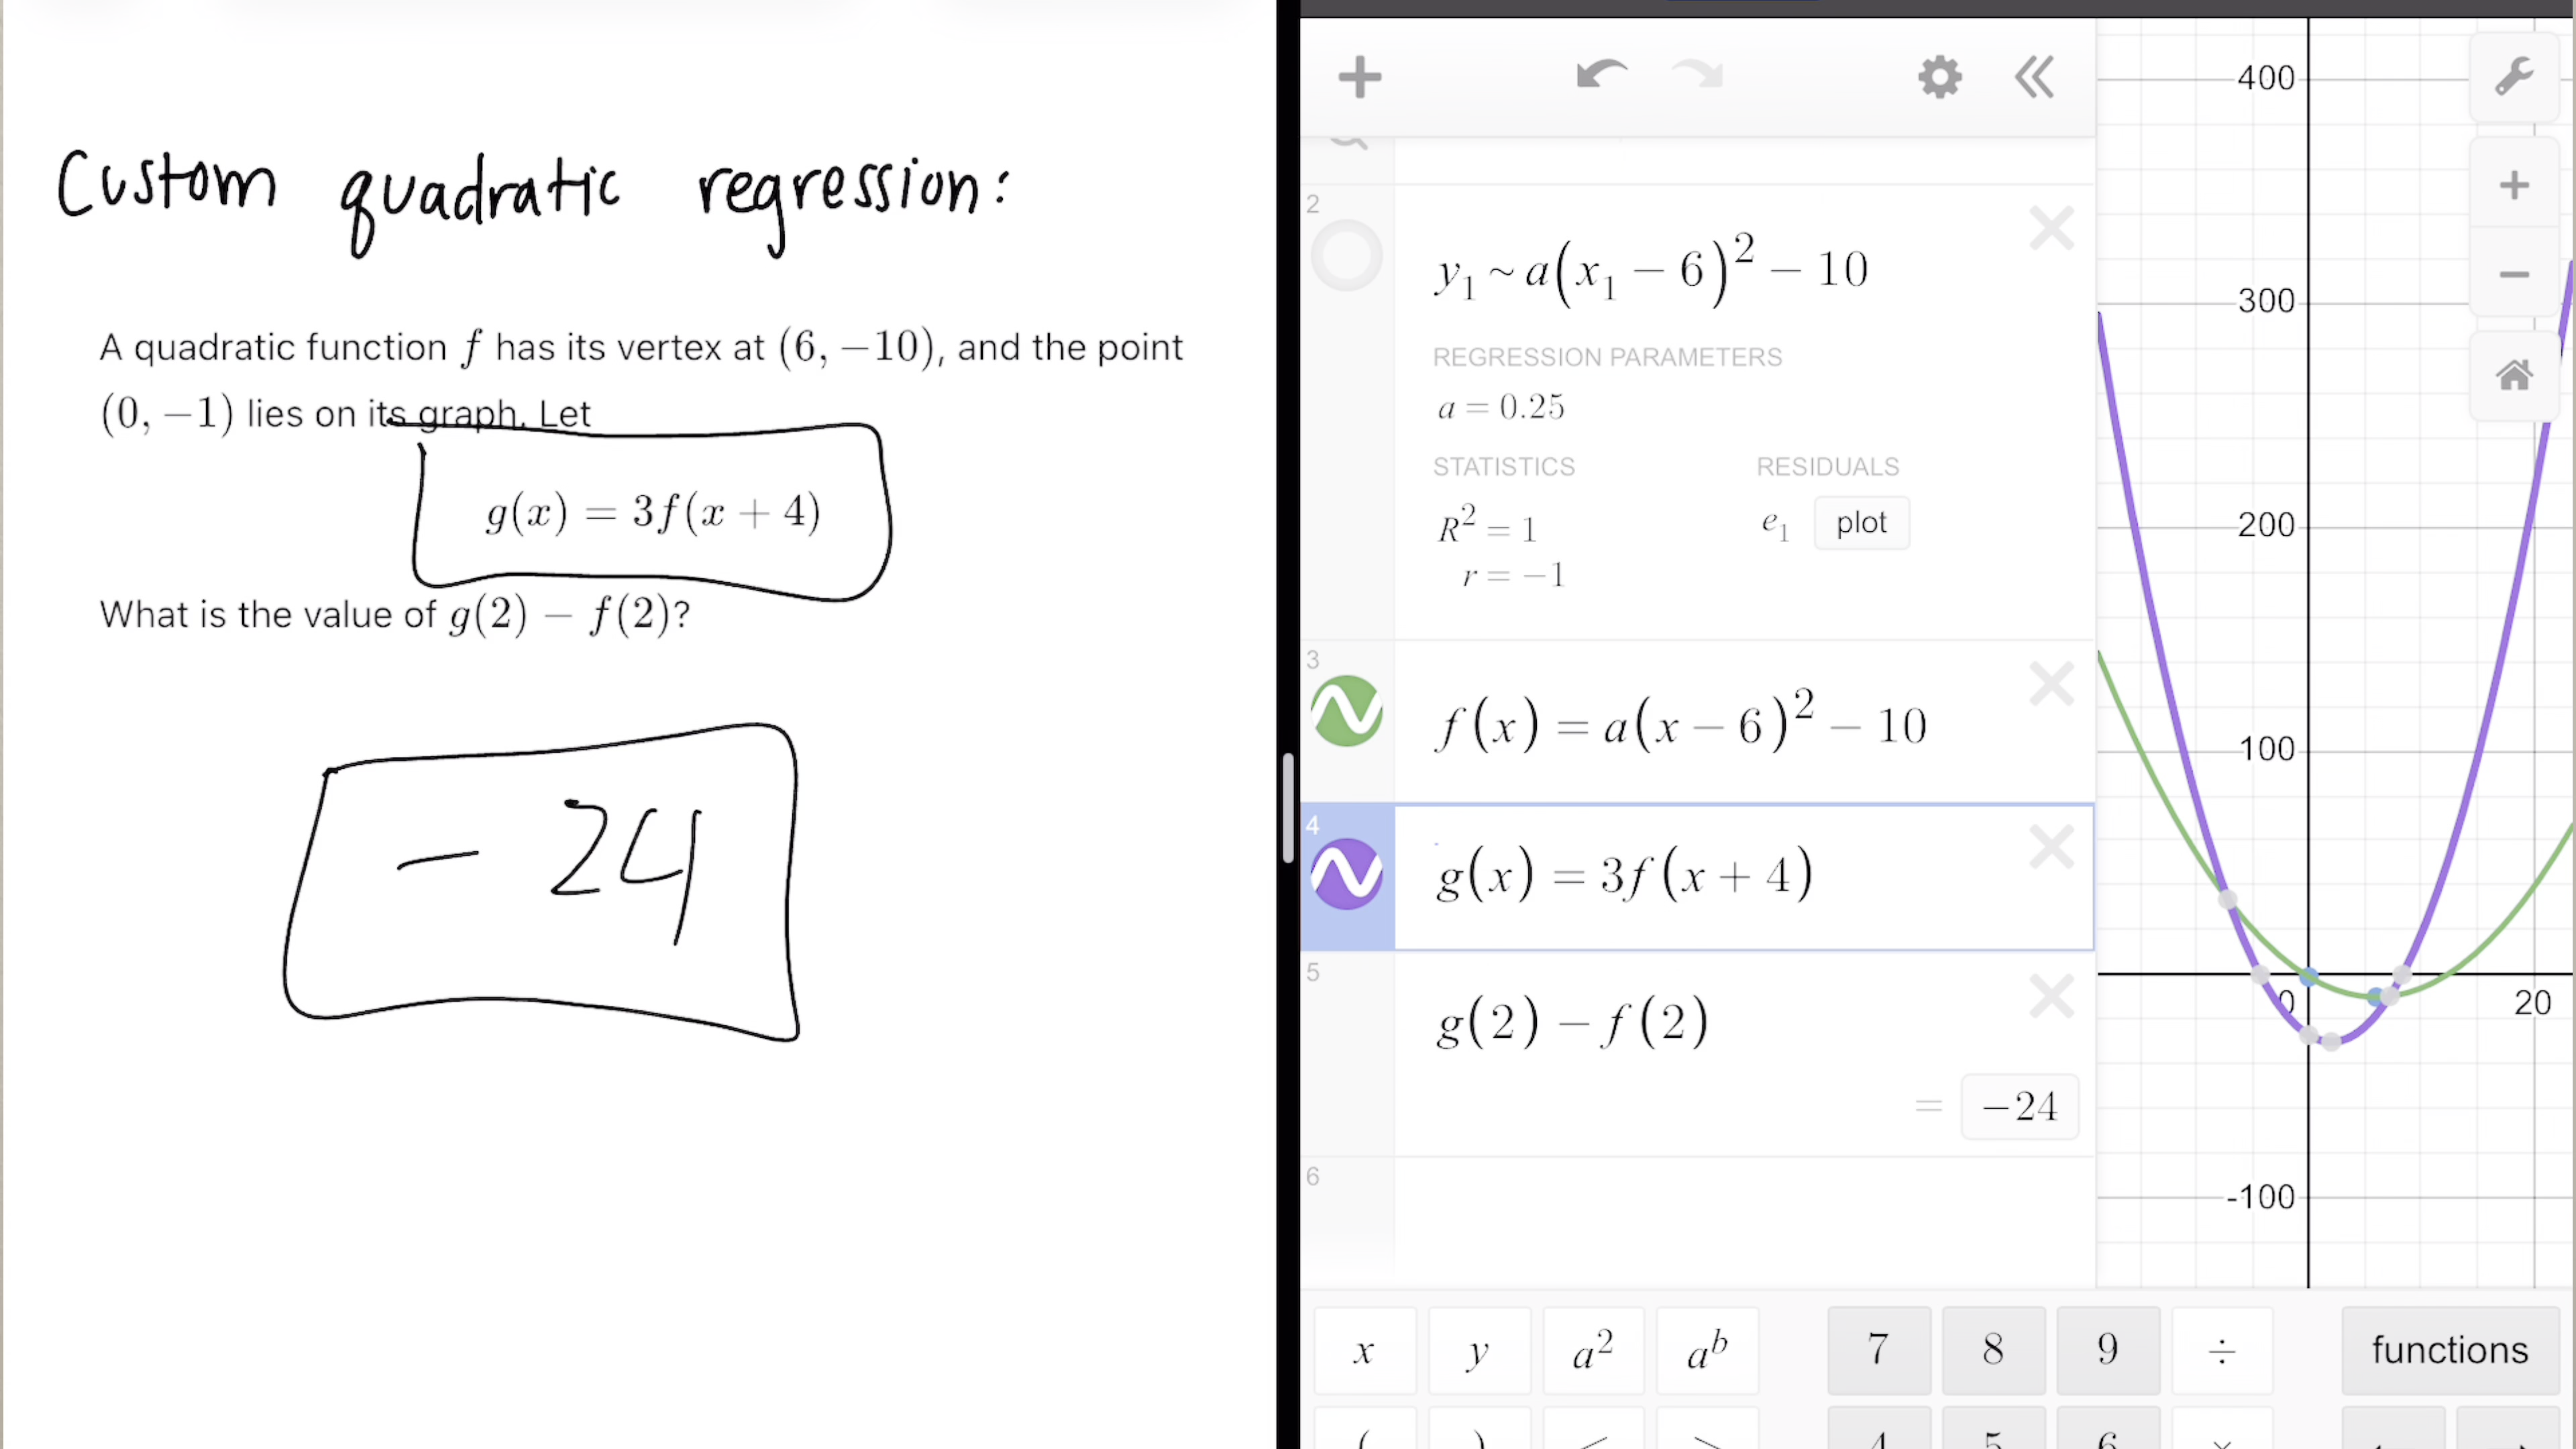 Custom quadratic regression:
A quadratic function f has its vertex at (6, −10), and the point
(0, −1) lies on its graph. Let
g(x) = 3f(x + 4)
What is the value of g(2) − f(2)?
− 24
2
y₁ ~ a(x₁ − 6)² − 10
REGRESSION PARAMETERS
a = 0.25
STATISTICS RESIDUALS
R² = 1 e₁ plot
r = −1
3
f(x) = a(x − 6)² − 10
4
g(x) = 3f(x + 4)
5
g(2) − f(2)
= −24
6
400
300
200
100
0 20
-100
x y a² aᵇ 7 8 9 ÷ functions